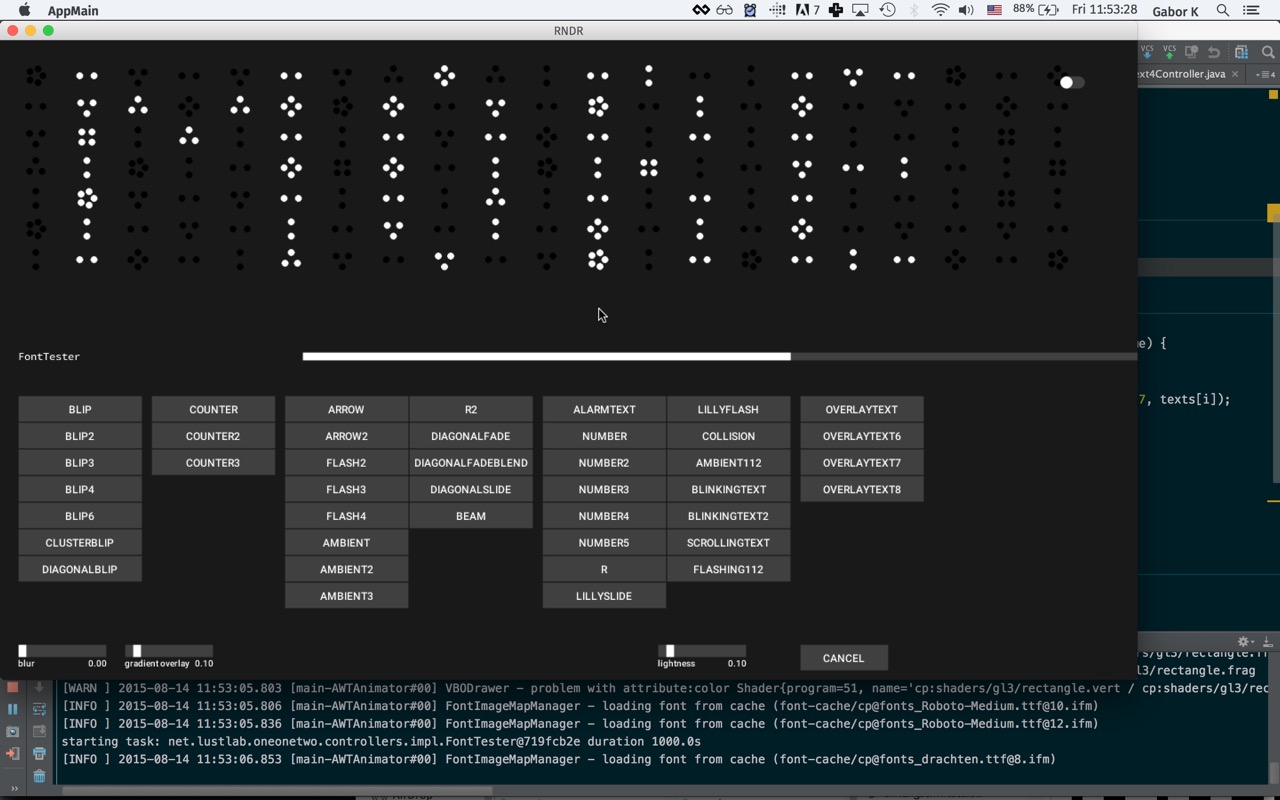 AppMain
7
88%
Fri 11:53:28
Gabor K
RNDR
MORE
FontTester
BLIP
BLIP2
BLIP3
BLIP4
BLIP6
CLUSTERBLIP
DIAGONALBLIP
COUNTER
COUNTER2
COUNTER3
ARROW
ARROW2
FLASH2
FLASH3
FLASH4
AMBIENT
AMBIENT2
AMBIENT3
R2
DIAGONALFADE
DIAGONALFADEBLEND
DIAGONALSLIDE
BEAM
ALARMTEXT
NUMBER
NUMBER2
NUMBER3
NUMBER4
NUMBER5
R
LILLYSLIDE
LILLYFLASH
COLLISION
AMBIENT112
BLINKINGTEXT
BLINKINGTEXT2
SCROLLINGTEXT
FLASHING112
OVERLAYTEXT
OVERLAYTEXT6
OVERLAYTEXT7
OVERLAYTEXT8
blur 0.00
gradient overlay 0.10
lightness 0.10
CANCEL
VCS VCS
ext4Controller.java
4
e) {
7, texts[i]);
l3/rectangle.frag
[WARN ] 2015-08-14 11:53:05.803 [main-AWTAnimator#00] VBODrawer - problem with attribute:color Shader{program=51, name='cp:shaders/gl3/rectangle.vert / cp:shaders/gl3/rec
[INFO ] 2015-08-14 11:53:05.806 [main-AWTAnimator#00] FontImageMapManager - loading font from cache (font-cache/cp@fonts_Roboto-Medium.ttf@10.ifm)
[INFO ] 2015-08-14 11:53:05.836 [main-AWTAnimator#00] FontImageMapManager - loading font from cache (font-cache/cp@fonts_Roboto-Medium.ttf@12.ifm)
starting task: net.lustlab.oneonetwo.controllers.impl.FontTester@719fcb2e duration 1000.0s
[INFO ] 2015-08-14 11:53:06.853 [main-AWTAnimator#00] FontImageMapManager - loading font from cache (font-cache/cp@fonts_drachten.ttf@8.ifm)